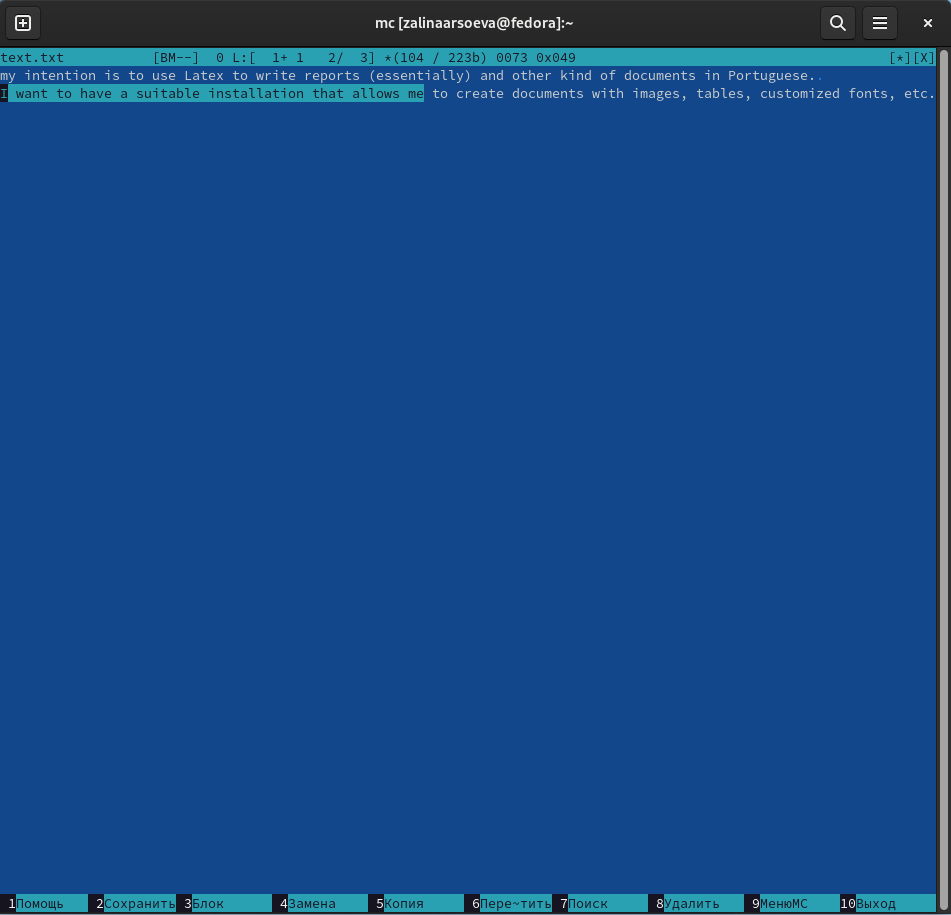 mc [zalinaarsoeva@fedora]:~
text.txt [BM--] 0 L:[ 1+ 1 2/ 3] *(104 / 223b) 0073 0x049 [*][X]
my intention is to use Latex to write reports (essentially) and other kind of documents in Portuguese..
I want to have a suitable installation that allows me to create documents with images, tables, customized fonts, etc.
1Помощь 2Сохранить 3Блок 4Замена 5Копия 6Пере~тить 7Поиск 8Удалить 9МенюMC 10Выход